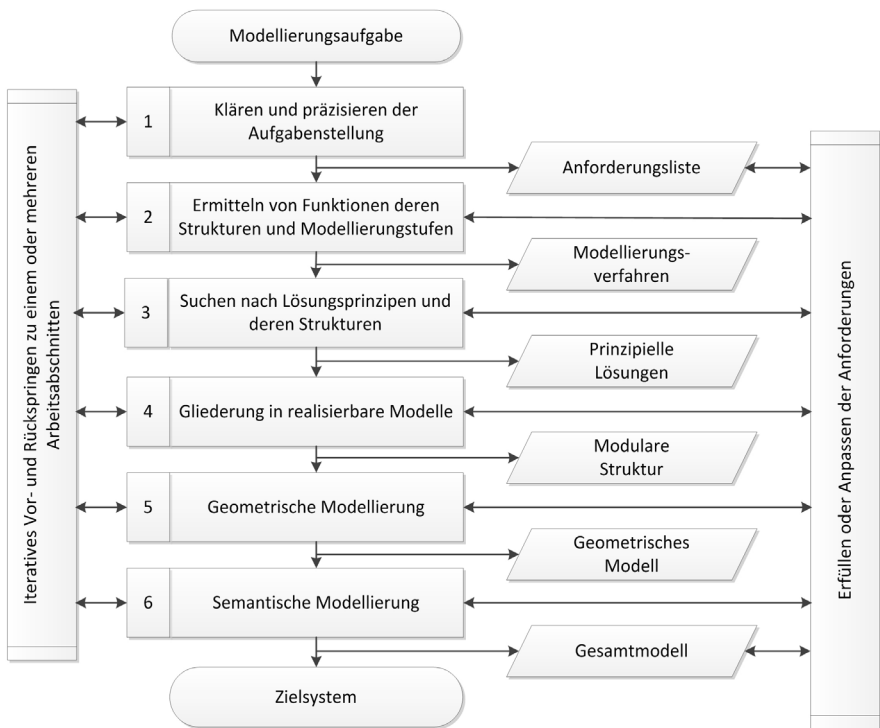 Modellierungsaufgabe
1
Klären und präzisieren der
Aufgabenstellung
Anforderungsliste
2
Ermitteln von Funktionen deren
Strukturen und Modellierungstufen
Modellierungs-
verfahren
3
Suchen nach Lösungsprinzipen und
deren Strukturen
Prinzipielle
Lösungen
4
Gliederung in realisierbare Modelle
Modulare
Struktur
5
Geometrische Modellierung
Geometrisches
Modell
6
Semantische Modellierung
Gesamtmodell
Zielsystem
Iteratives Vor- und Rückspringen zu einem oder mehreren
Arbeitsabschnitten
Erfüllen oder Anpassen der Anforderungen